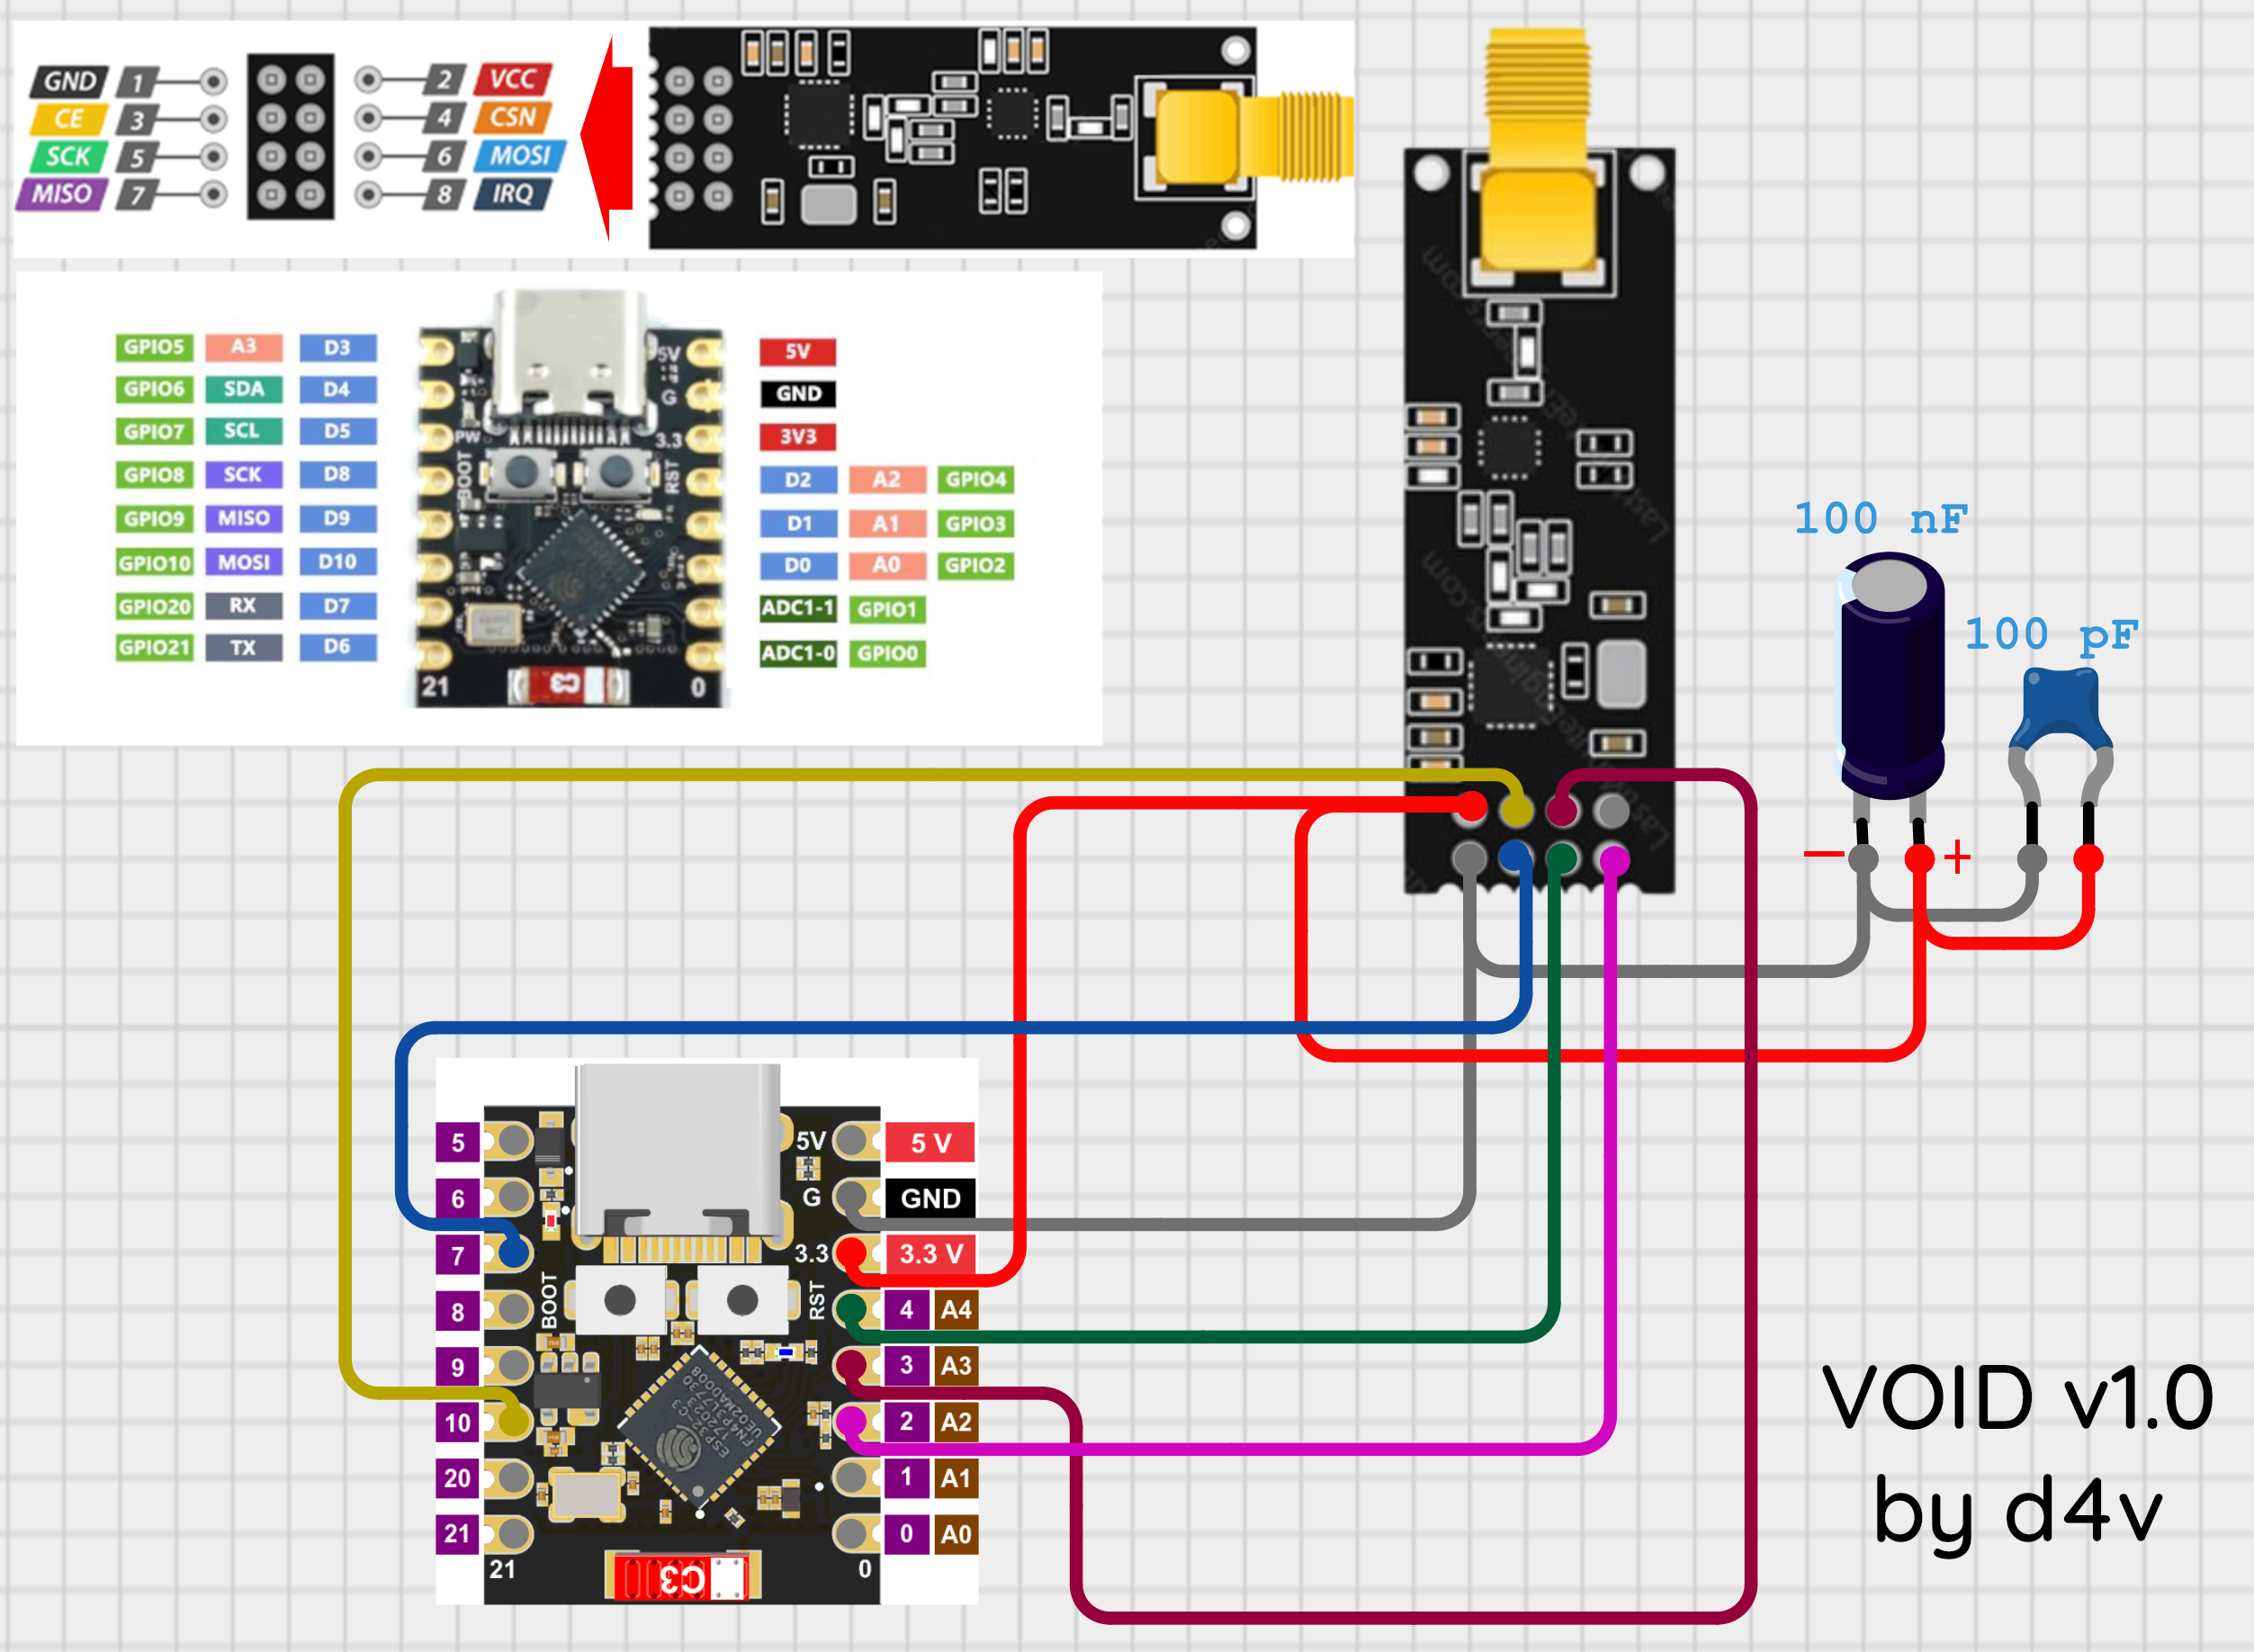 GND 1 2 VCC
CE 3 4 CSN
SCK 5 6 MOSI
MISO 7 8 IRQ
GPIO5 A3 D3 5V 5V
GPIO6 SDA D4 G GND
GPIO7 SCL D5 PW 3.3 3V3
GPIO8 SCK D8 BOOT RST D2 A2 GPIO4
GPIO9 MISO D9 D1 A1 GPIO3
GPIO10 MOSI D10 D0 A0 GPIO2
GPIO20 RX D7 ADC1-1 GPIO1
GPIO21 TX D6 ADC1-0 GPIO0
21 C3 0
100 nF
100 pF
− +
5 5V 5 V
6 G GND
7 3.3 3.3 V
8 BOOT RST 4 A4
9 3 A3
10 2 A2
20 1 A1
21 0 A0
ESP32-C3
FN4P3L7730
172023
UE02MAD008
21 C3 0
VOID v1.0
by d4v